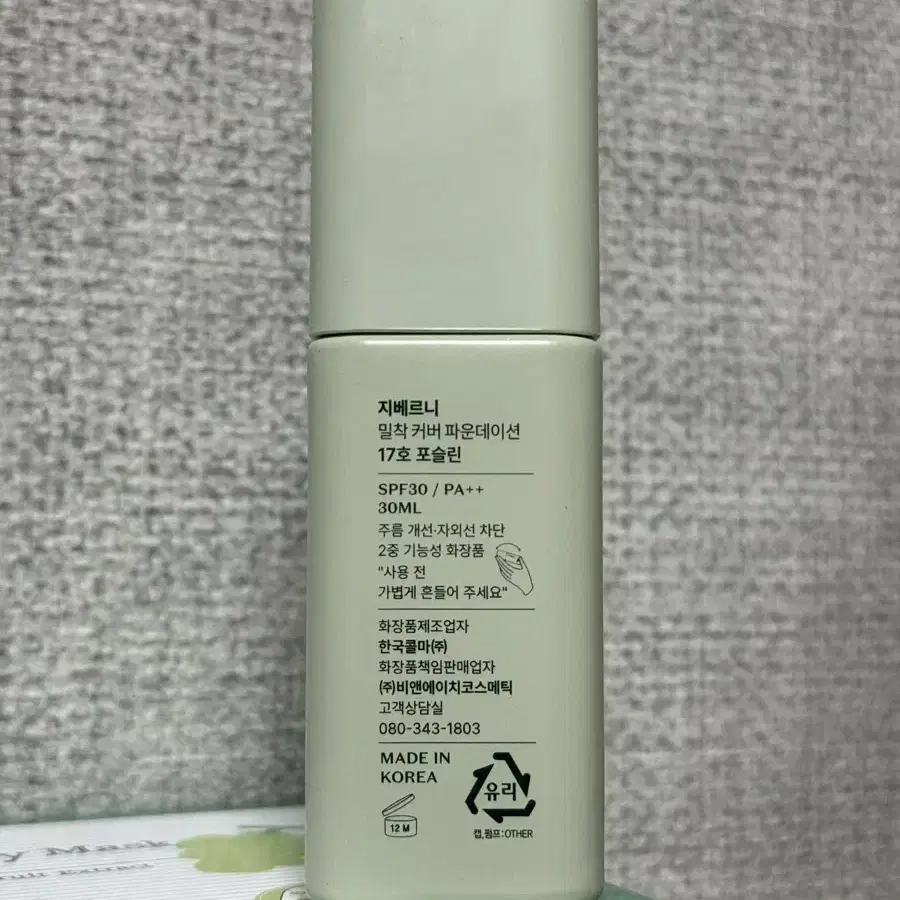 지베르니
밀착 커버 파운데이션
17호 포슬린
SPF30 / PA++
30ML
주름 개선·자외선 차단
2중 기능성 화장품
"사용 전
가볍게 흔들어 주세요"
화장품제조업자
한국콜마㈜
화장품책임판매업자
㈜비앤에이치코스메틱
고객상담실
080-343-1803
MADE IN
KOREA
12 M
유리
캡,펌프:OTHER
y Mask
Extract